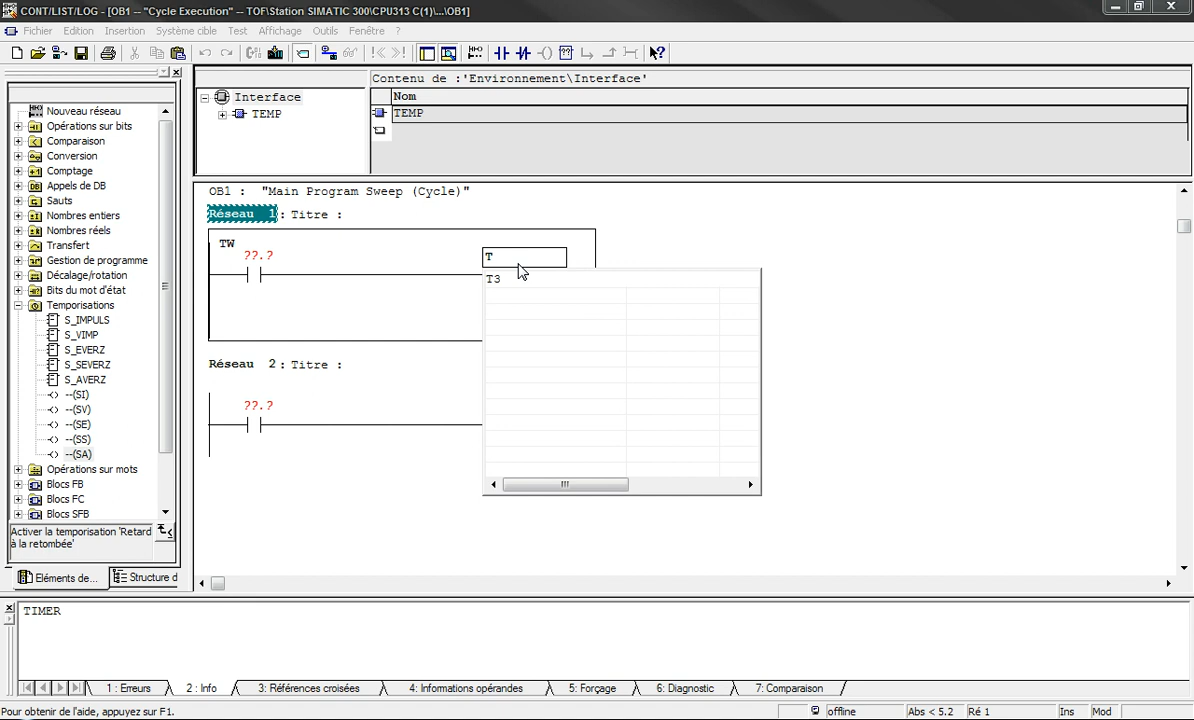 CONT/LIST/LOG - [OB1 -- "Cycle Execution" -- TOF\Station SIMATIC 300\CPU313 C(1)\...\OB1]
Fichier Edition Insertion Système cible Test Affichage Outils Fenêtre ?
Contenu de :'Environnement\Interface'
Interface
TEMP
Nom
TEMP
Nouveau réseau
Opérations sur bits
Comparaison
Conversion
Comptage
Appels de DB
Sauts
Nombres entiers
Nombres réels
Transfert
Gestion de programme
Décalage/rotation
Bits du mot d'état
Temporisations
S_IMPULS
S_VIMP
S_EVERZ
S_SEVERZ
S_AVERZ
--(SI)
--(SV)
--(SE)
--(SS)
--(SA)
Opérations sur mots
Blocs FB
Blocs FC
Blocs SFB
Activer la temporisation 'Retard
à la retombée'
Eléments de... Structure d
OB1 : "Main Program Sweep (Cycle)"
Réseau 1 : Titre :
TW
??.?
T
T3
Réseau 2 : Titre :
??.?
TIMER
1 : Erreurs 2 : Info 3: Références croisées 4: Informations opérandes 5: Forçage 6: Diagnostic 7: Comparaison
Pour obtenir de l'aide, appuyez sur F1. offline Abs < 5.2 Ré 1 Ins Mod